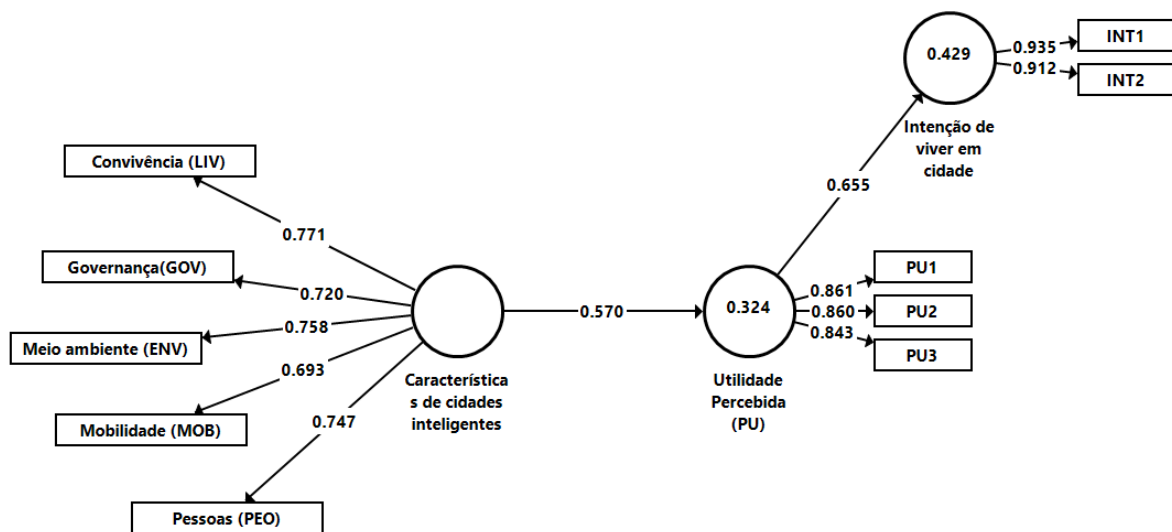 0.429
0.935
INT1
0.912
INT2
Intenção de
viver em
cidade
Convivência (LIV)
0.655
0.771
Governança(GOV)
0.720
PU1
0.861
0.570
0.324
0.860
PU2
0.758
0.843
Meio ambiente (ENV)
PU3
0.693
Característica
s de cidades
inteligentes
Utilidade
Percebida
(PU)
Mobilidade (MOB)
0.747
Pessoas (PEO)